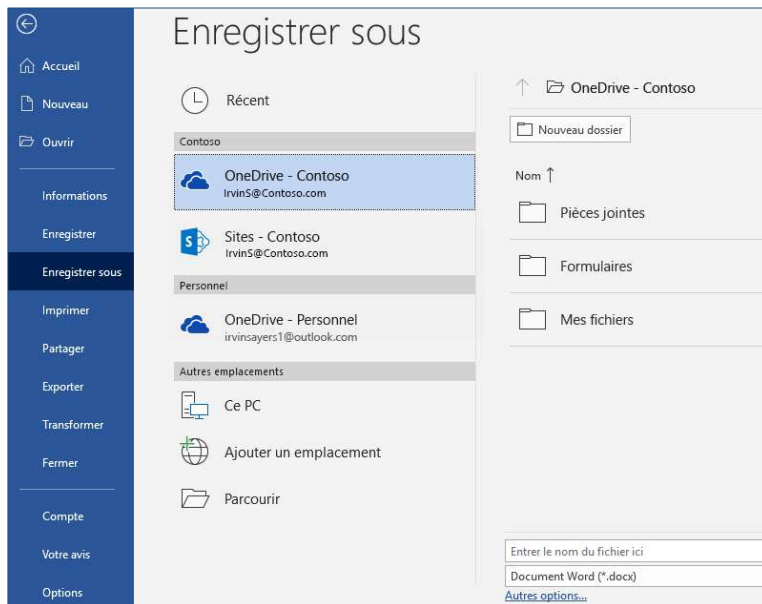 Accueil
Nouveau
Ouvrir
Informations
Enregistrer
Enregistrer sous
Imprimer
Partager
Exporter
Transformer
Fermer
Compte
Votre avis
Options
Enregistrer sous
Récent
Contoso
OneDrive - Contoso
IrvinS@Contoso.com
Sites - Contoso
IrvinS@Contoso.com
Personnel
OneDrive - Personnel
irvinsayers1@outlook.com
Autres emplacements
Ce PC
Ajouter un emplacement
Parcourir
OneDrive - Contoso
Nouveau dossier
Nom
Pièces jointes
Formulaires
Mes fichiers
Entrer le nom du fichier ici
Document Word (*.docx)
Autres options...